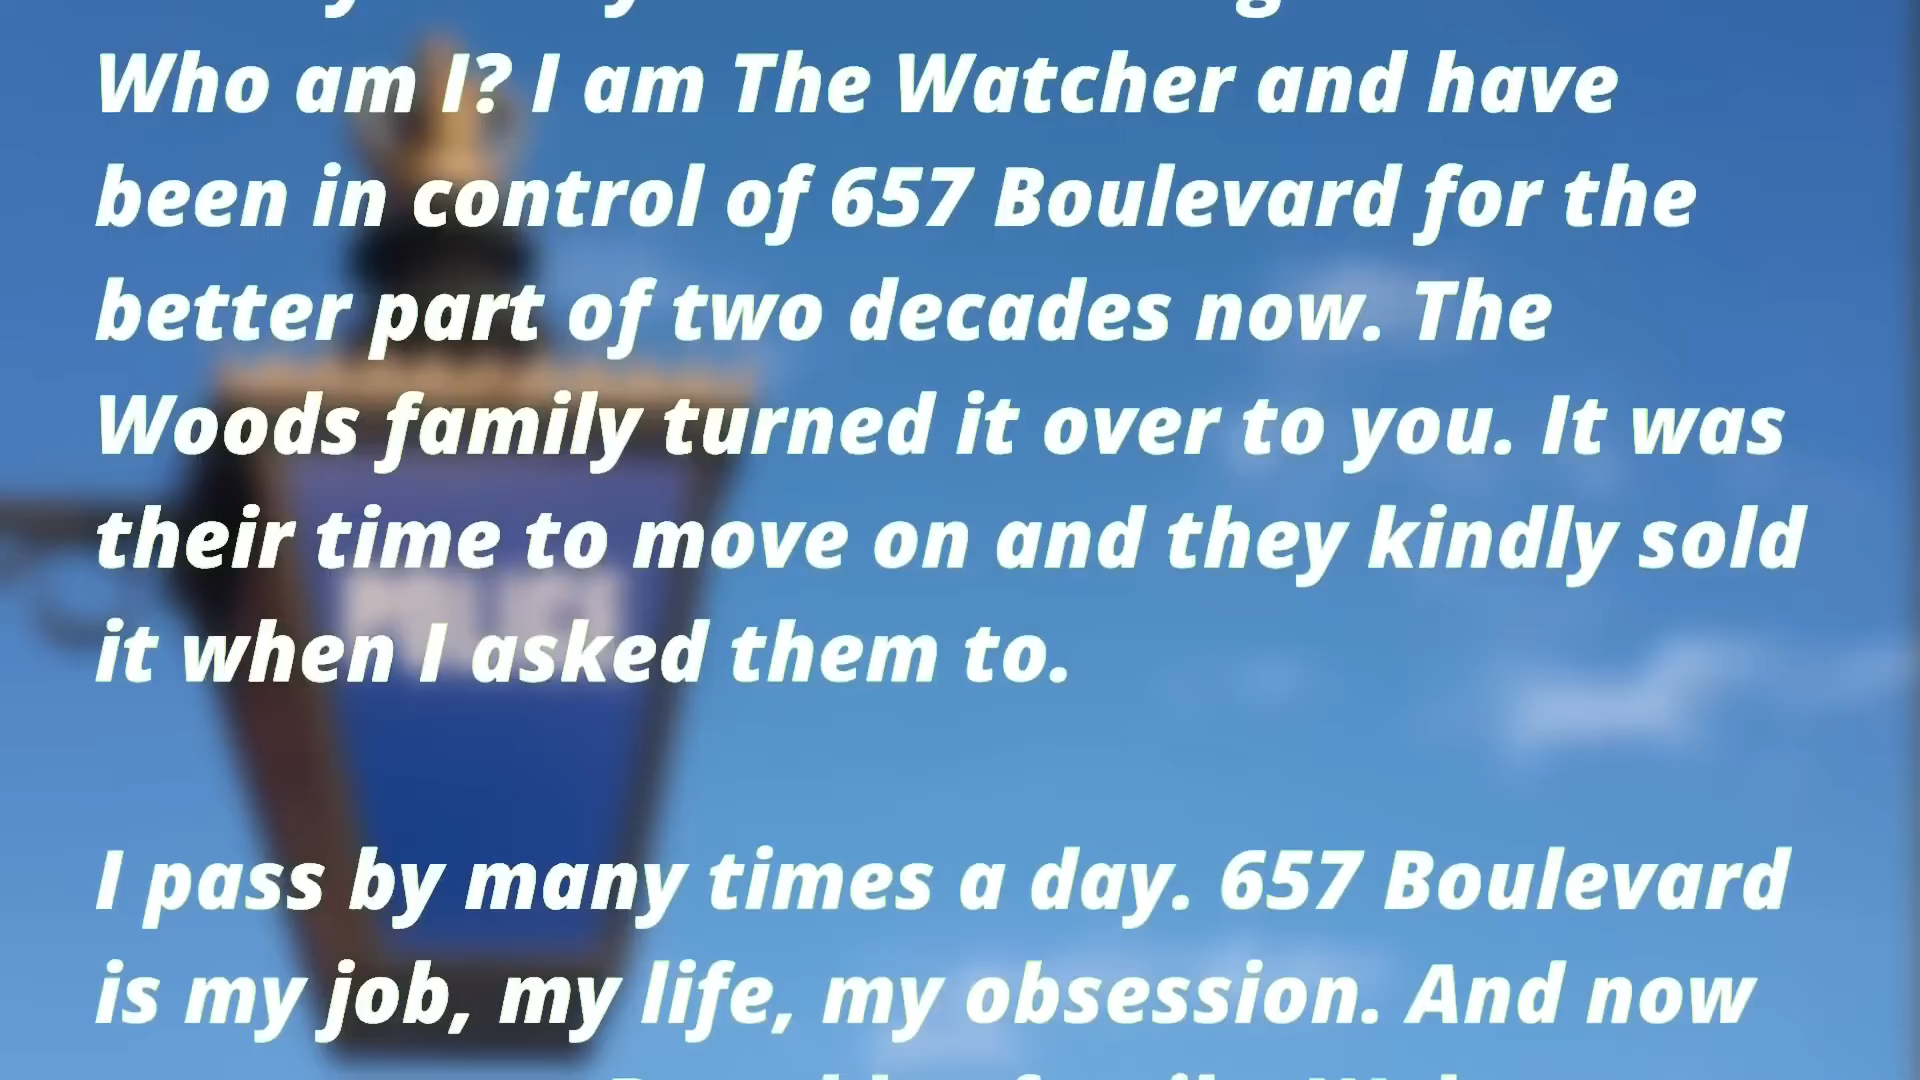 Who am I? I am The Watcher and have
been in control of 657 Boulevard for the
better part of two decades now. The
Woods family turned it over to you. It was
their time to move on and they kindly sold
it when I asked them to.
I pass by many times a day. 657 Boulevard
is my job, my life, my obsession. And now
POLICE